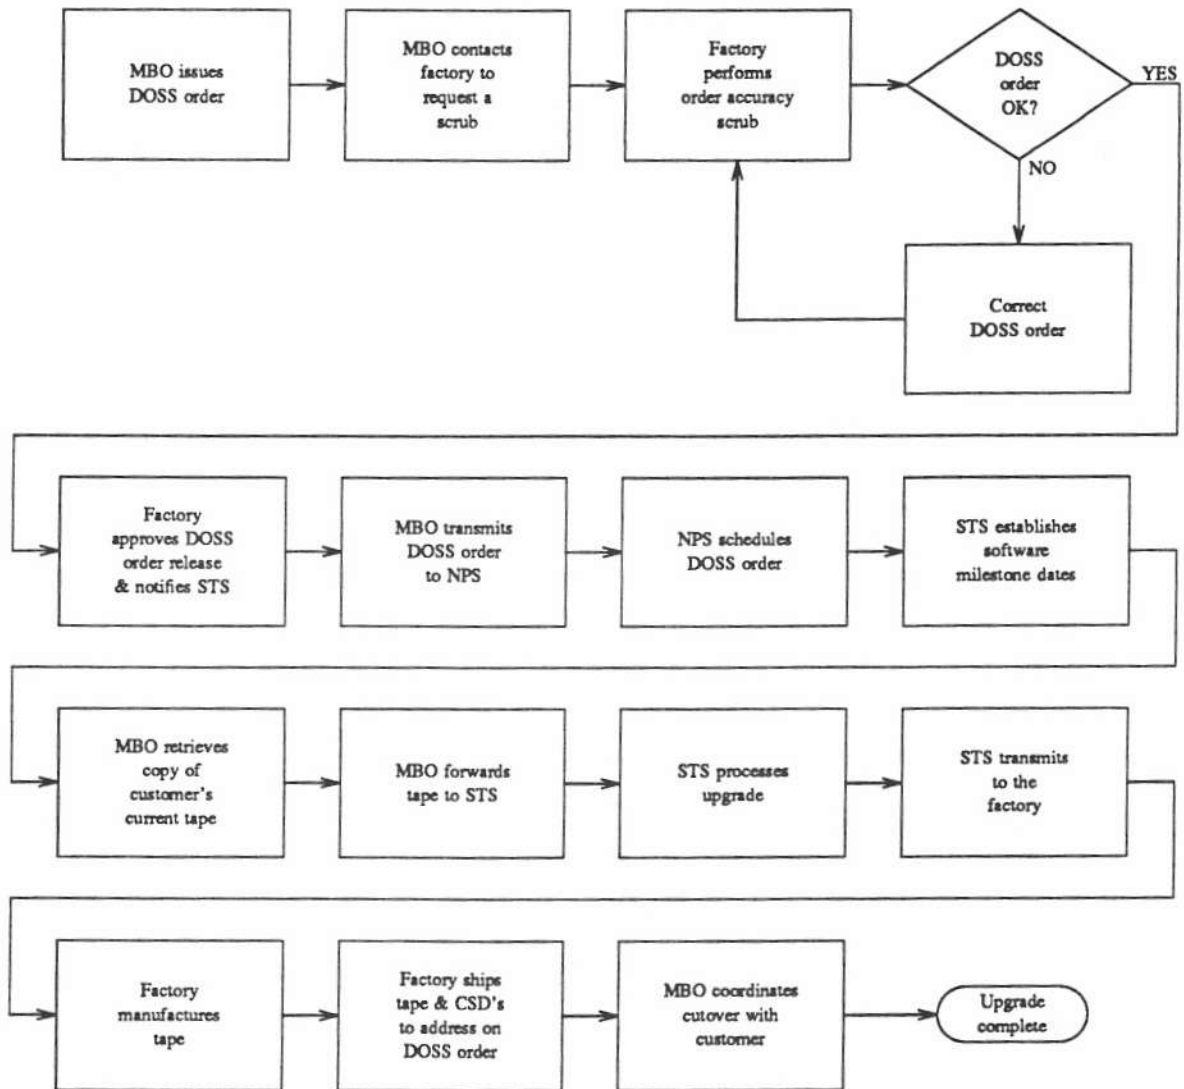 MBO issues
DOSS order
MBO contacts
factory to
request a
scrub
Factory
performs
order accuracy
scrub
DOSS
order
OK?
YES
NO
Correct
DOSS order
Factory
approves DOSS
order release
& notifies STS
MBO transmits
DOSS order
to NPS
NPS schedules
DOSS order
STS establishes
software
milestone dates
MBO retrieves
copy of
customer's
current tape
MBO forwards
tape to STS
STS processes
upgrade
STS transmits
to the
factory
Factory
manufactures
tape
Factory ships
tape & CSD's
to address on
DOSS order
MBO coordinates
cutover with
customer
Upgrade
complete